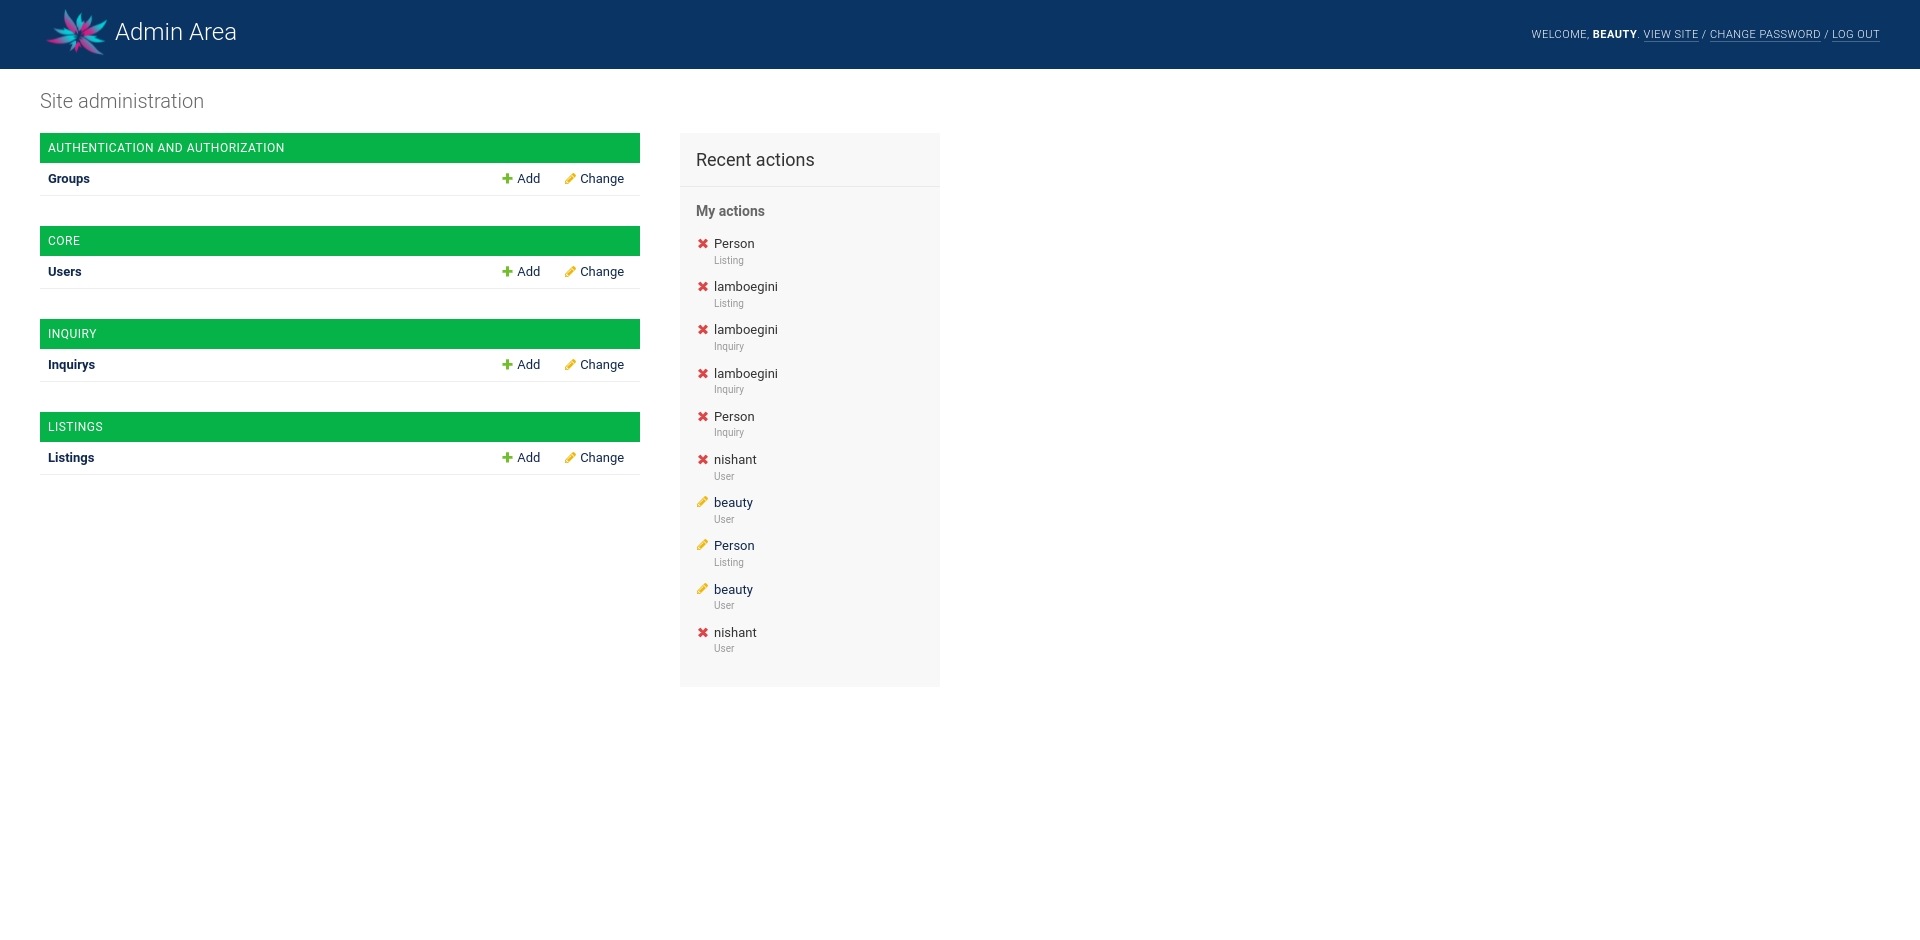 Admin Area
WELCOME, BEAUTY. VIEW SITE / CHANGE PASSWORD / LOG OUT
Site administration
AUTHENTICATION AND AUTHORIZATION
Groups Add Change
CORE
Users Add Change
INQUIRY
Inquirys Add Change
LISTINGS
Listings Add Change
Recent actions
My actions
Person
Listing
lamboegini
Listing
lamboegini
Inquiry
lamboegini
Inquiry
Person
Inquiry
nishant
User
beauty
User
Person
Listing
beauty
User
nishant
User